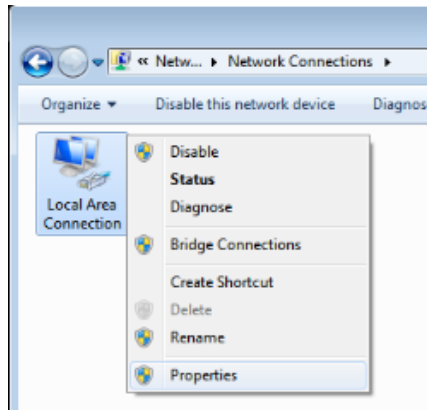 « Netw... ▸ Network Connections ▸
Organize ▾ Disable this network device Diagnos
Local Area
Connection
Disable
Status
Diagnose
Bridge Connections
Create Shortcut
Delete
Rename
Properties